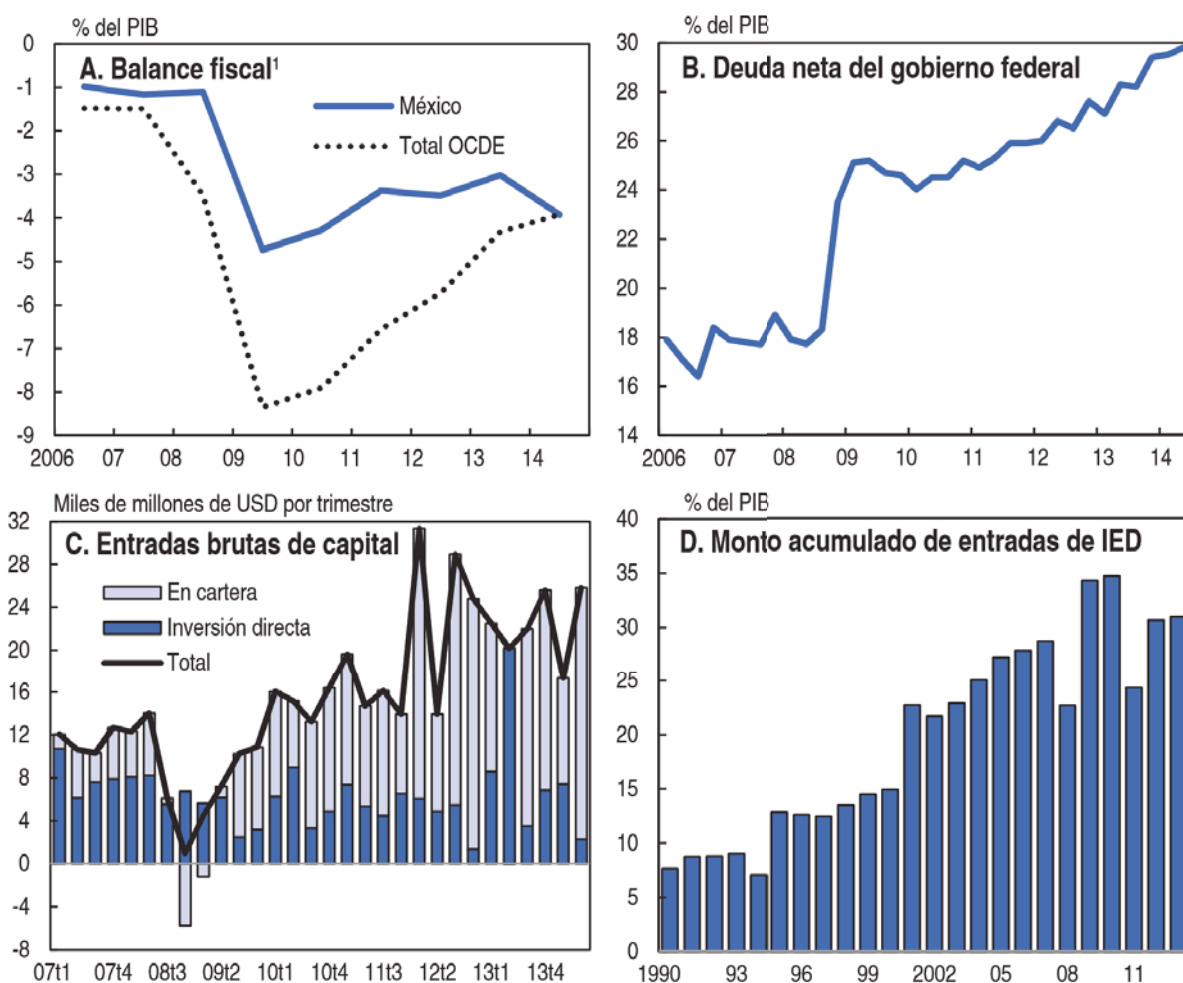 % del PIB
A. Balance fiscal¹
México
Total OCDE
0
-1
-2
-3
-4
-5
-6
-7
-8
-9
2006 07 08 09 10 11 12 13 14
% del PIB
B. Deuda neta del gobierno federal
30
28
26
24
22
20
18
16
14
2006 07 08 09 10 11 12 13 14
Miles de millones de USD por trimestre
C. Entradas brutas de capital
En cartera
Inversión directa
Total
32
28
24
20
16
12
8
4
0
-4
-8
07t1 07t4 08t3 09t2 10t1 10t4 11t3 12t2 13t1 13t4
% del PIB
D. Monto acumulado de entradas de IED
40
35
30
25
20
15
10
5
0
1990 93 96 99 2002 05 08 11